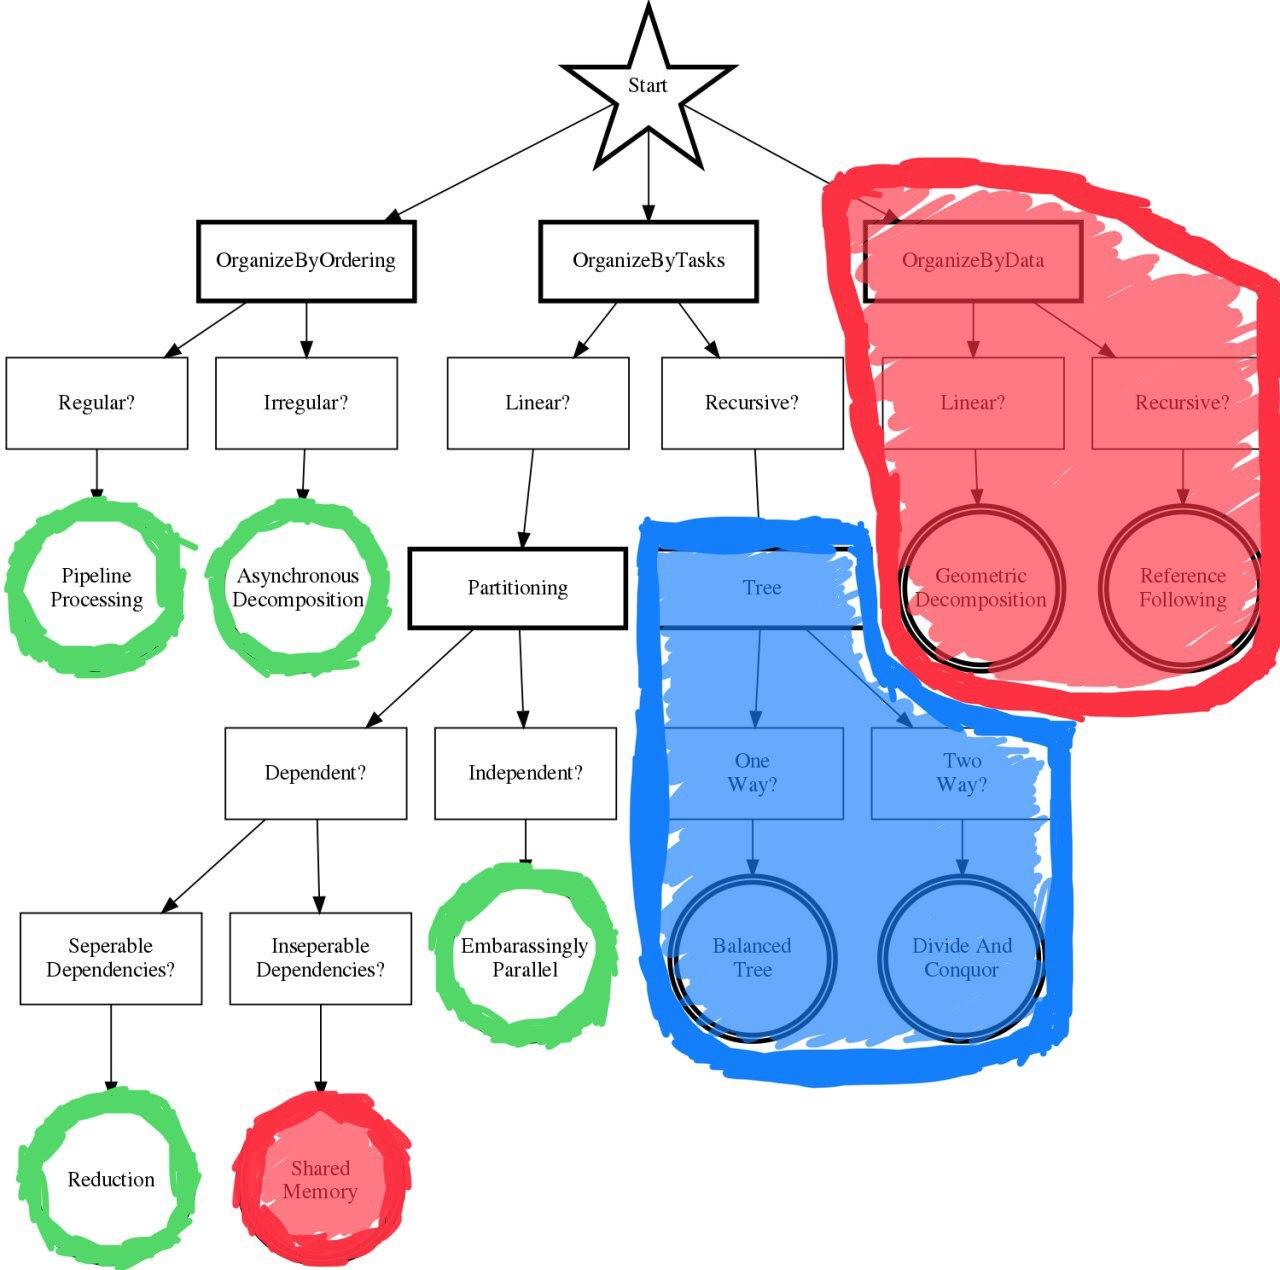 Start
OrganizeByOrdering
OrganizeByTasks
OrganizeByData
Regular?
Irregular?
Linear?
Recursive?
Linear?
Recursive?
Pipeline
Processing
Asynchronous
Decomposition
Partitioning
Tree
Geometric
Decomposition
Reference
Following
Dependent?
Independent?
One
Way?
Two
Way?
Seperable
Dependencies?
Inseperable
Dependencies?
Embarassingly
Parallel
Balanced
Tree
Divide And
Conquor
Reduction
Shared
Memory